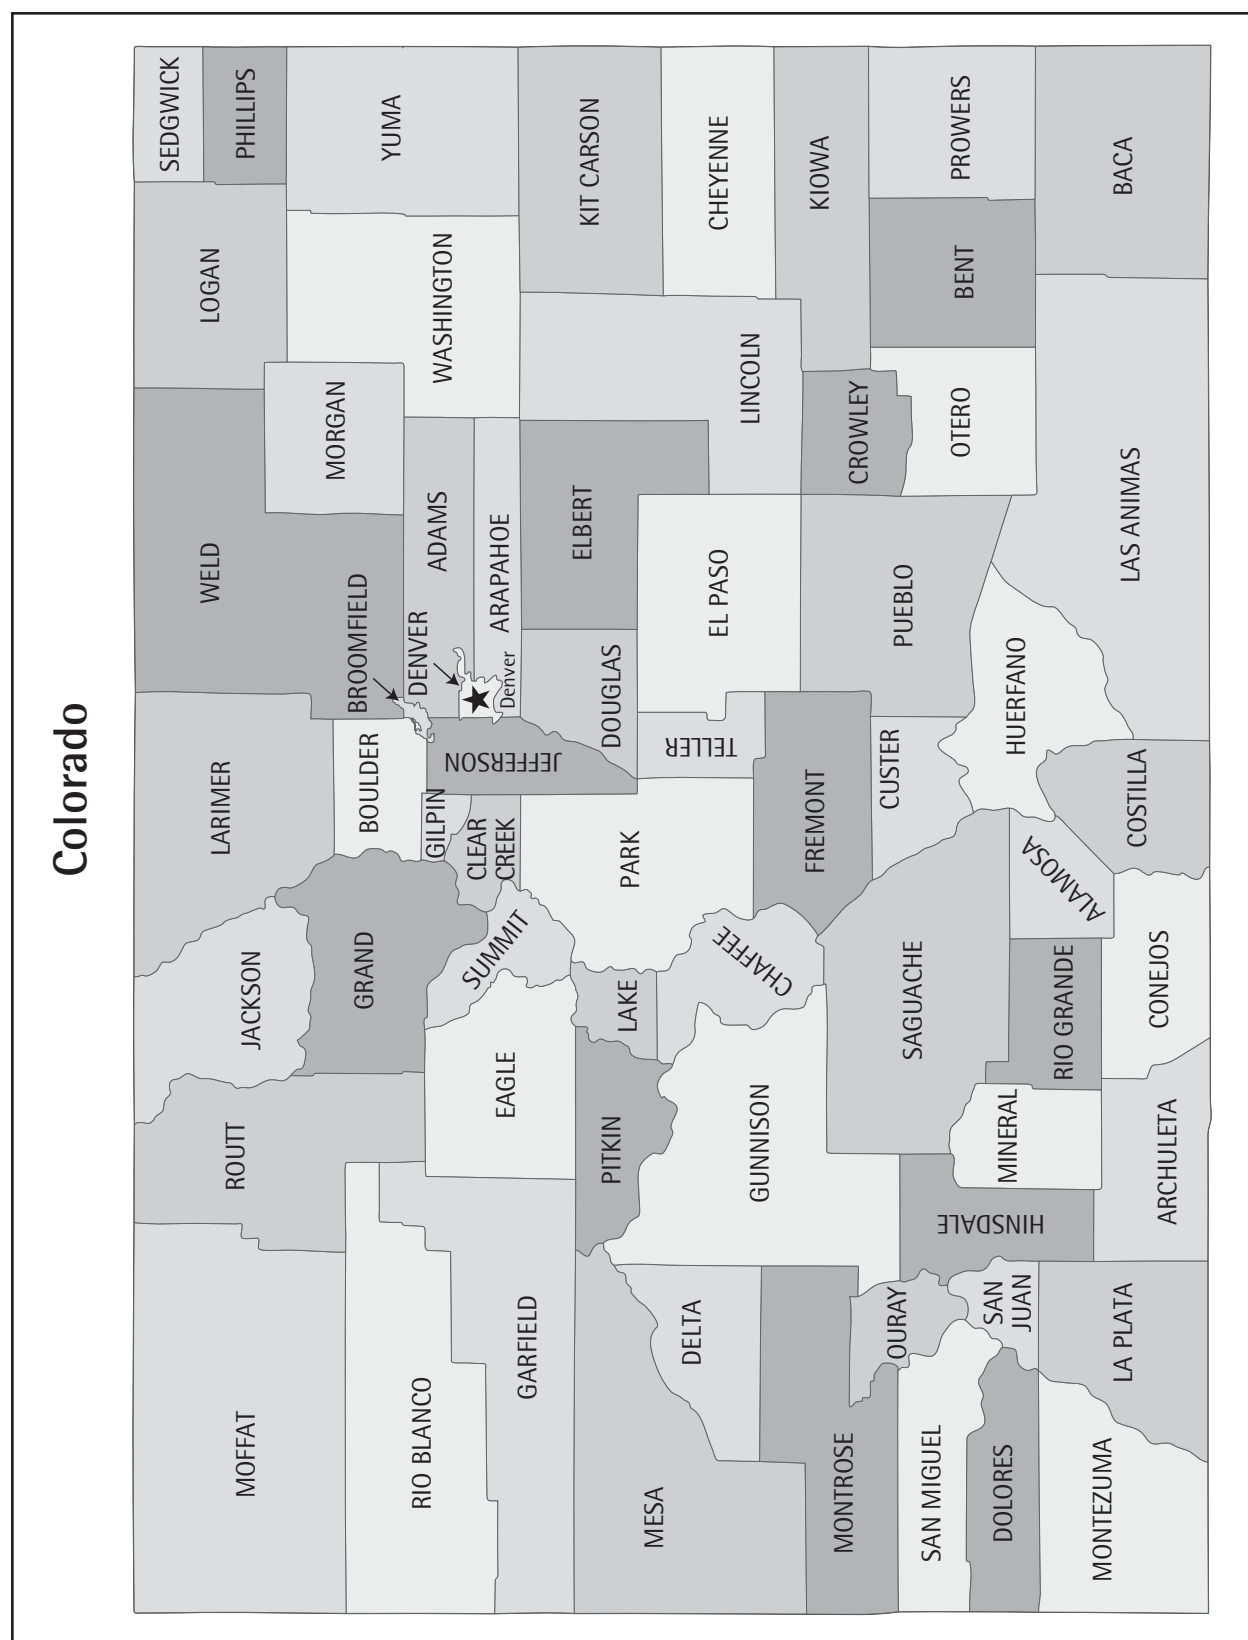 Colorado
MOFFAT
ROUTT
JACKSON
LARIMER
WELD
LOGAN
SEDGWICK
PHILLIPS
RIO BLANCO
GRAND
BOULDER
BROOMFIELD
MORGAN
YUMA
GARFIELD
EAGLE
SUMMIT
GILPIN
CLEAR
CREEK
JEFFERSON
DENVER
Denver
ADAMS
ARAPAHOE
WASHINGTON
MESA
PITKIN
LAKE
PARK
DOUGLAS
ELBERT
KIT CARSON
DELTA
GUNNISON
CHAFFEE
TELLER
EL PASO
LINCOLN
CHEYENNE
MONTROSE
OURAY
SAGUACHE
FREMONT
CUSTER
PUEBLO
CROWLEY
KIOWA
SAN MIGUEL
HINSDALE
OTERO
BENT
PROWERS
DOLORES
SAN
JUAN
MINERAL
RIO GRANDE
ALAMOSA
HUERFANO
MONTEZUMA
LA PLATA
ARCHULETA
CONEJOS
COSTILLA
LAS ANIMAS
BACA